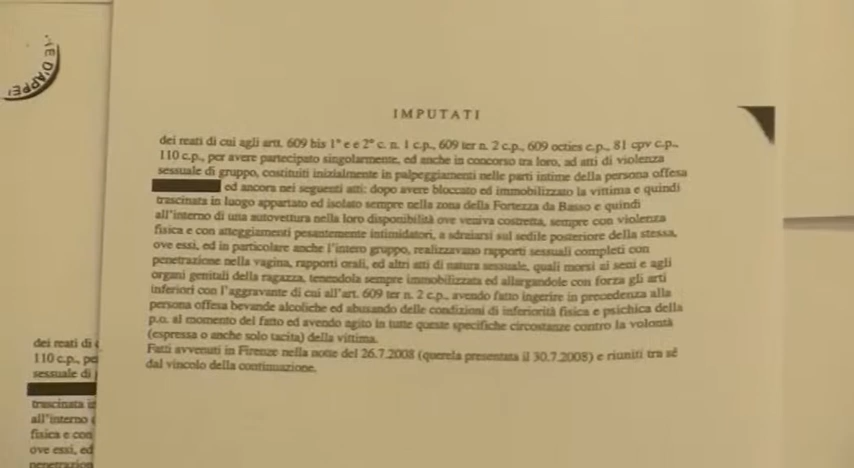 IMPUTATI
dei reati di cui agli artt. 609 bis 1° e e 2° c. n. 1 c.p., 609 ter n. 2 c.p., 609 octies c.p., 81 cpv c.p.,
110 c.p., per avere partecipato singolarmente, ed anche in concorso tra loro, ad atti di violenza
sessuale di gruppo, costituiti inizialmente in palpeggiamenti nelle parti intime della persona offesa
ed ancora nei seguenti atti: dopo avere bloccato ed immobilizzato la vittima e quindi
trascinata in luogo appartato ed isolato sempre nella zona della Fortezza da Basso e quindi
all'interno di una autovettura nella loro disponibilità ove veniva costretta, sempre con violenza
fisica e con atteggiamenti pesantemente intimidatori, a sdraiarsi sul sedile posteriore della stessa,
ove essi, ed in particolare anche l'intero gruppo, realizzavano rapporti sessuali completi con
penetrazione nella vagina, rapporti orali, ed altri atti di natura sessuale, quali morsi ai seni e agli
organi genitali della ragazza, tenendola sempre immobilizzata ed allargandole con forza gli arti
inferiori con l'aggravante di cui all'art. 609 ter n. 2 c.p., avendo fatto ingerire in precedenza alla
persona offesa bevande alcoliche ed abusando delle condizioni di inferiorità fisica e psichica della
p.o. al momento del fatto ed avendo agito in tutte queste specifiche circostanze contro la volontà
(espressa o anche solo tacita) della vittima.
Fatti avvenuti in Firenze nella notte del 26.7.2008 (querela presentata il 30.7.2008) e riuniti tra sé
dal vincolo della continuazione.
E D'APPE
dei reati di
110 c.p., pe
sessuale di
trascinata i
all'interno
fisica e con
ove essi, ed
penetrazion